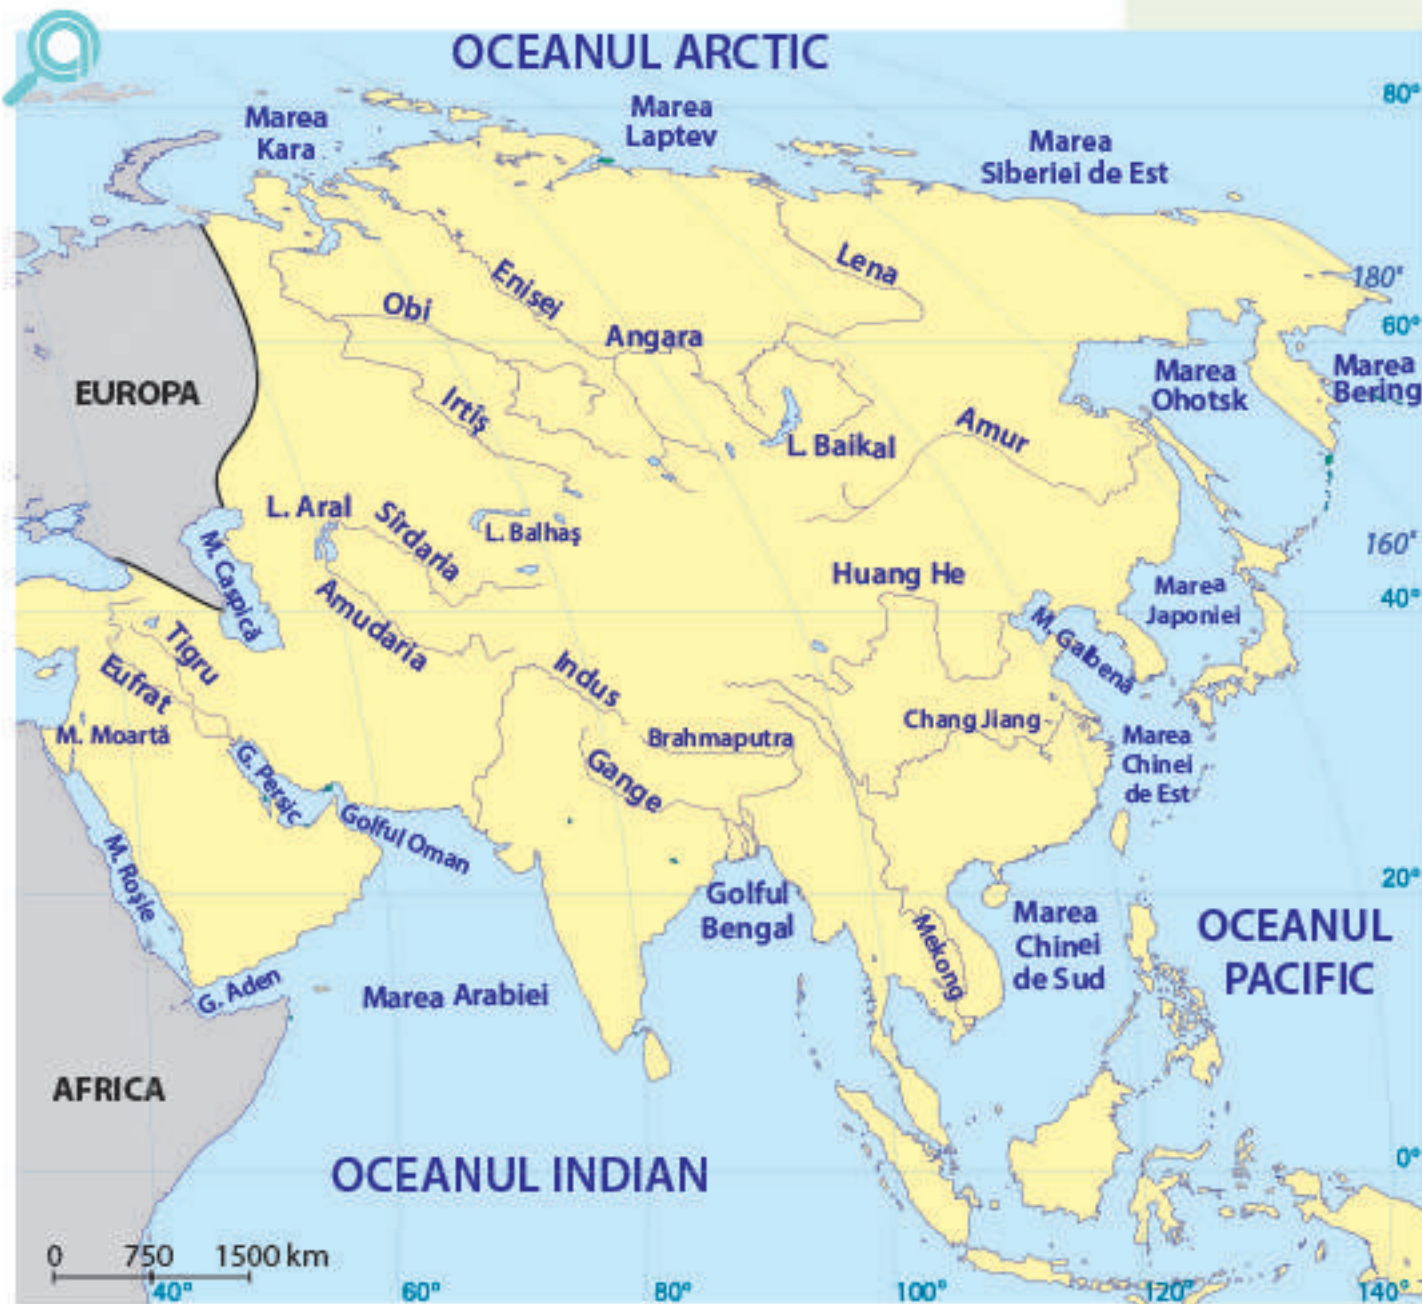 OCEANUL ARCTIC
80°
Marea
Kara
Marea
Laptev
Marea
Siberiei de Est
180°
60°
Lena
Enisei
Obi
Angara
EUROPA
Marea
Ohotsk
Marea
Bering
Irtîș
Amur
L. Baikal
L. Aral
Sîrdaria
L. Balhaș
M. Caspică
160°
Huang He
Marea
Japoniei
40°
Amudaria
M. Galbenă
Tigru
Eufrat
Indus
M. Moartă
Brahmaputra
Chang Jiang
Marea
Chinei
de Est
G. Persic
Gange
Golful Oman
M. Roșie
20°
Golful
Bengal
Mekong
Marea
Chinei
de Sud
OCEANUL
PACIFIC
G. Aden
Marea Arabiei
AFRICA
OCEANUL INDIAN
0°
0 750 1500 km
40° 60° 80° 100° 120° 140°